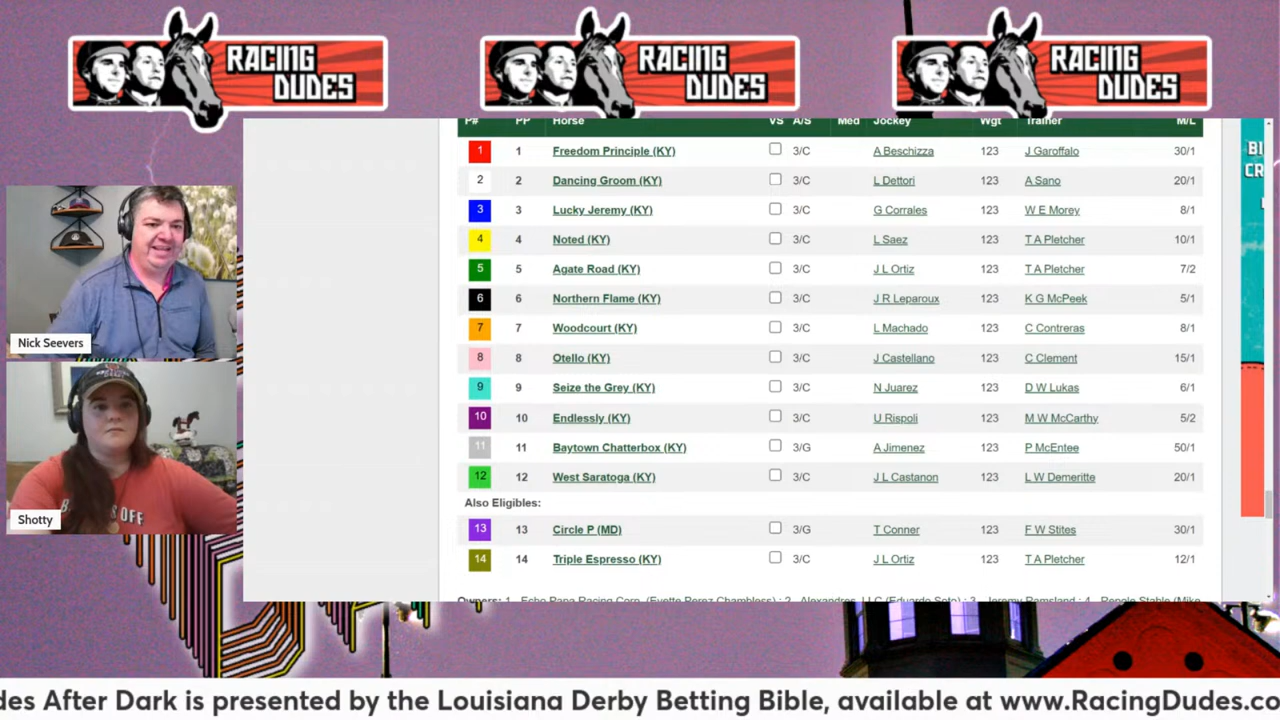 RACING DUDES
RACING DUDES
RACING DUDES
P# PP Horse VS A/S Med Jockey Wgt Trainer M/L
1 1 Freedom Principle (KY) 3/C A Beschizza 123 J Garoffalo 30/1
2 2 Dancing Groom (KY) 3/C L Dettori 123 A Sano 20/1
3 3 Lucky Jeremy (KY) 3/C G Corrales 123 W E Morey 8/1
4 4 Noted (KY) 3/C L Saez 123 T A Pletcher 10/1
5 5 Agate Road (KY) 3/C J L Ortiz 123 T A Pletcher 7/2
6 6 Northern Flame (KY) 3/C J R Leparoux 123 K G McPeek 5/1
7 7 Woodcourt (KY) 3/C L Machado 123 C Contreras 8/1
8 8 Otello (KY) 3/C J Castellano 123 C Clement 15/1
9 9 Seize the Grey (KY) 3/C N Juarez 123 D W Lukas 6/1
10 10 Endlessly (KY) 3/C U Rispoli 123 M W McCarthy 5/2
11 11 Baytown Chatterbox (KY) 3/G A Jimenez 123 P McEntee 50/1
12 12 West Saratoga (KY) 3/C J L Castanon 123 L W Demeritte 20/1
Also Eligibles:
13 13 Circle P (MD) 3/G T Conner 123 F W Stites 30/1
14 14 Triple Espresso (KY) 3/C J L Ortiz 123 T A Pletcher 12/1
BI
CR
Nick Seevers
OFF
Shotty
des After Dark is presented by the Louisiana Derby Betting Bible, available at www.RacingDudes.co